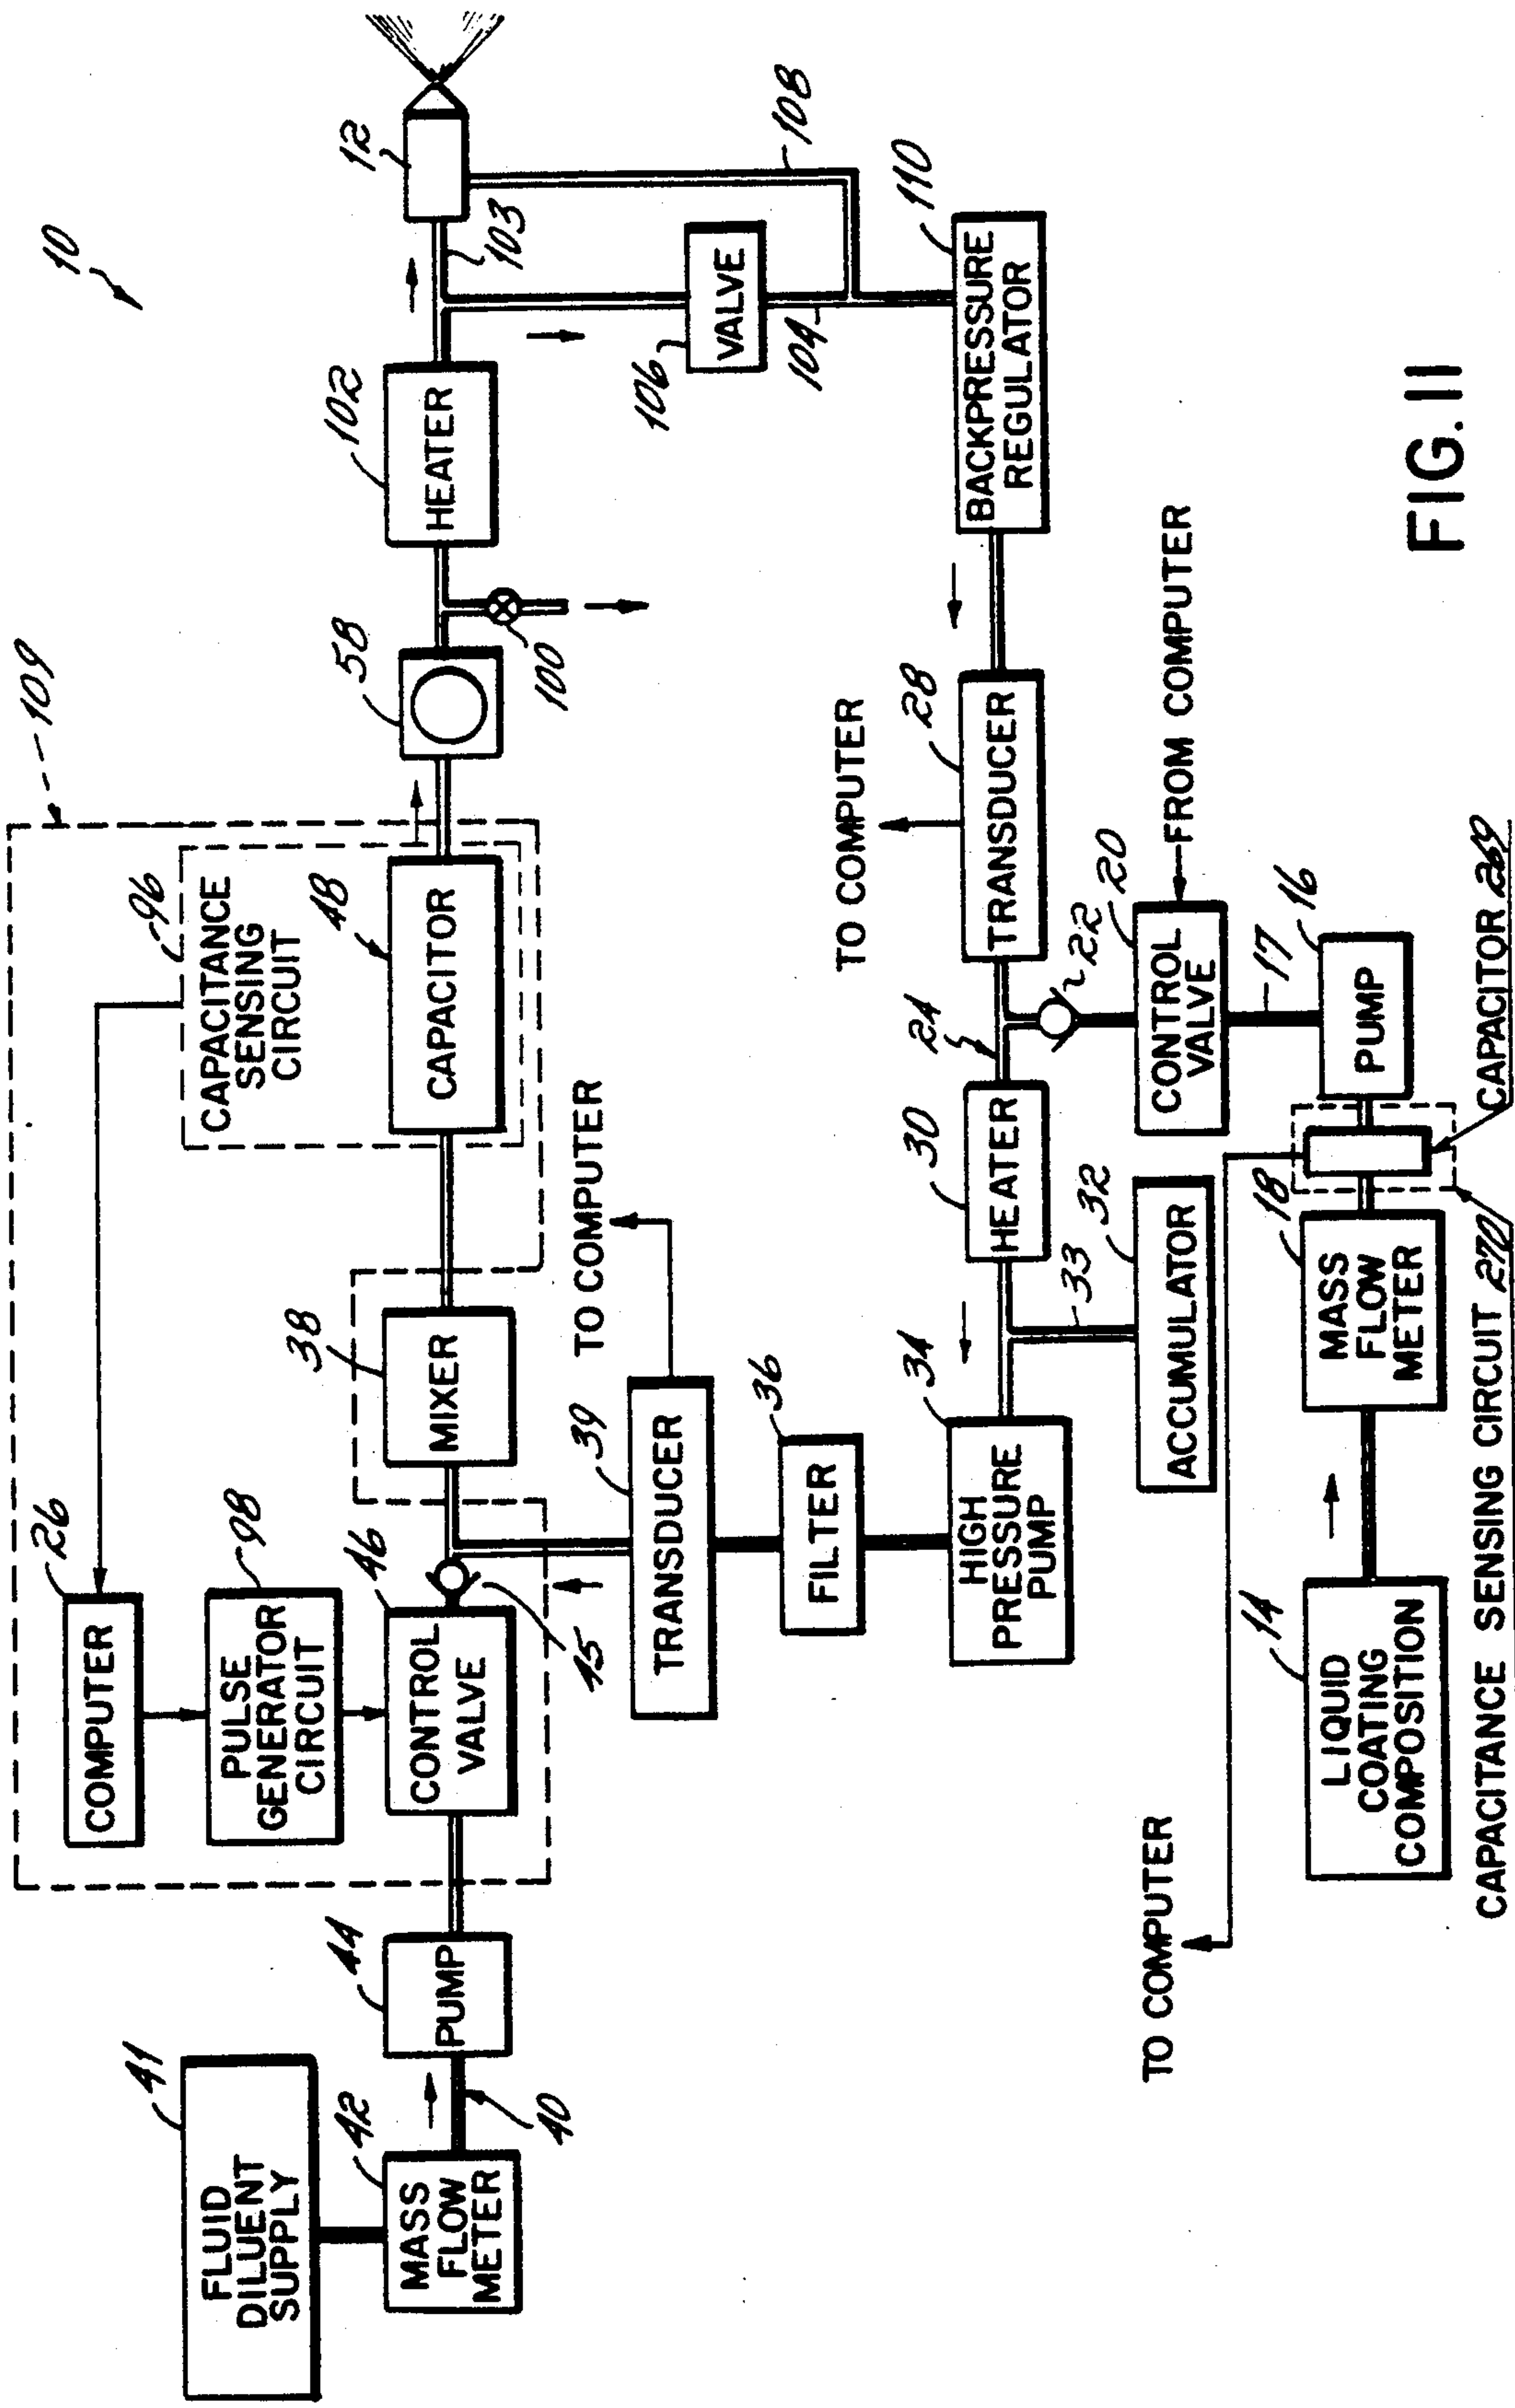 10
109
41
FLUID
DILUENT
SUPPLY
42
MASS
FLOW
METER
40
44
PUMP
26
COMPUTER
98
PULSE
GENERATOR
CIRCUIT
46
CONTROL
VALVE
45
38
MIXER
96
CAPACITANCE
SENSING
CIRCUIT
48
CAPACITOR
58
100
102
HEATER
103
12
108
106
VALVE
104
110
BACKPRESSURE
REGULATOR
TO COMPUTER
39
TRANSDUCER
36
FILTER
34
HIGH
PRESSURE
PUMP
33
32
ACCUMULATOR
30
HEATER
24
22
TO COMPUTER
28
TRANSDUCER
FROM COMPUTER
20
CONTROL
VALVE
17
16
PUMP
CAPACITOR 269
18
MASS
FLOW
METER
14
LIQUID
COATING
COMPOSITION
TO COMPUTER
CAPACITANCE SENSING CIRCUIT 270
FIG. 11